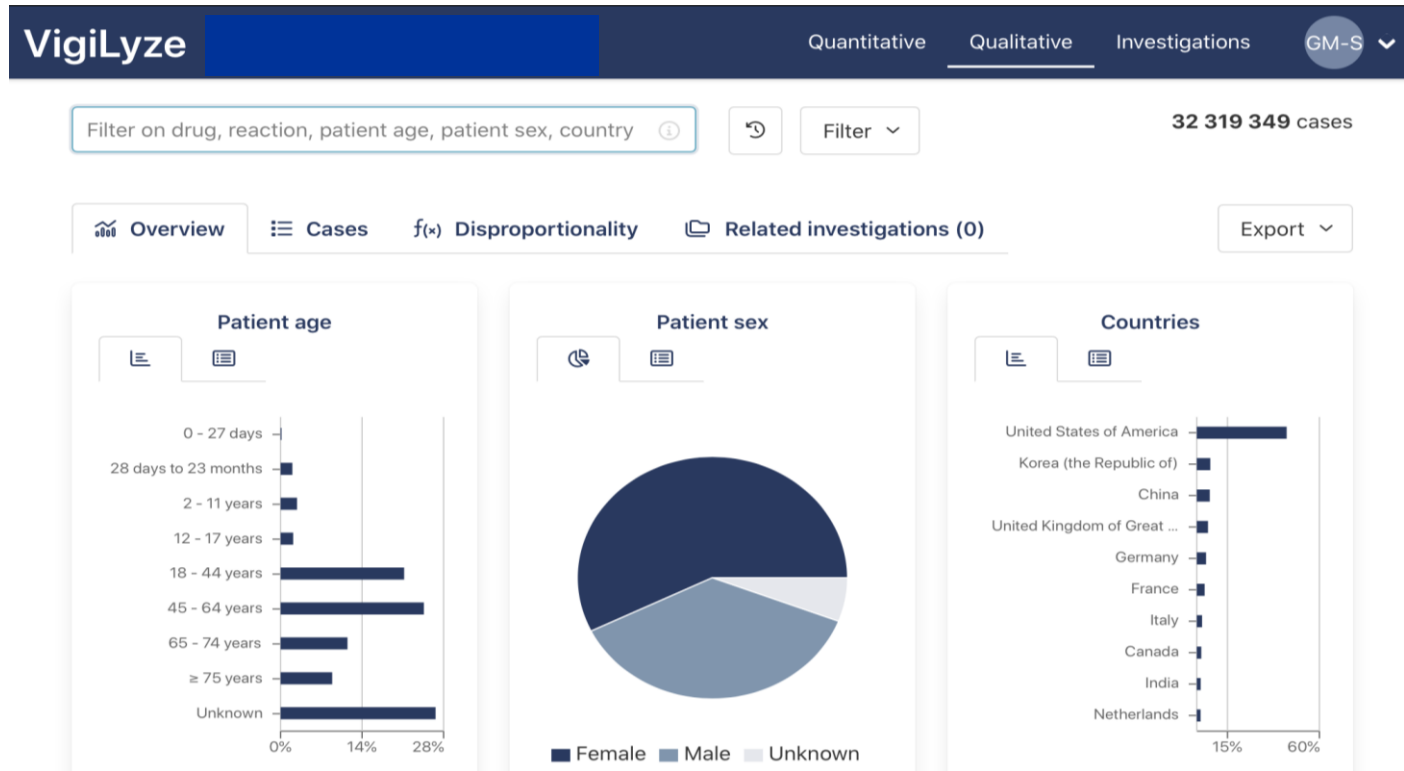 VigiLyze
Quantitative
Qualitative
Investigations
GM-S
Filter on drug, reaction, patient age, patient sex, country
Filter
32 319 349 cases
Overview
Cases
f(x) Disproportionality
Related investigations (0)
Export
Patient age
0 - 27 days
28 days to 23 months
2 - 11 years
12 - 17 years
18 - 44 years
45 - 64 years
65 - 74 years
≥ 75 years
Unknown
0% 14% 28%
Patient sex
Female Male Unknown
Countries
United States of America
Korea (the Republic of)
China
United Kingdom of Great ...
Germany
France
Italy
Canada
India
Netherlands
15% 60%